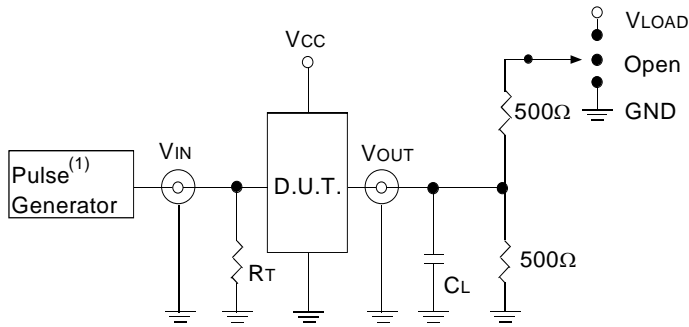 VLOAD
VCC
Open
500Ω
GND
VIN
VOUT
Pulse(1)
Generator
D.U.T.
RT
CL
500Ω